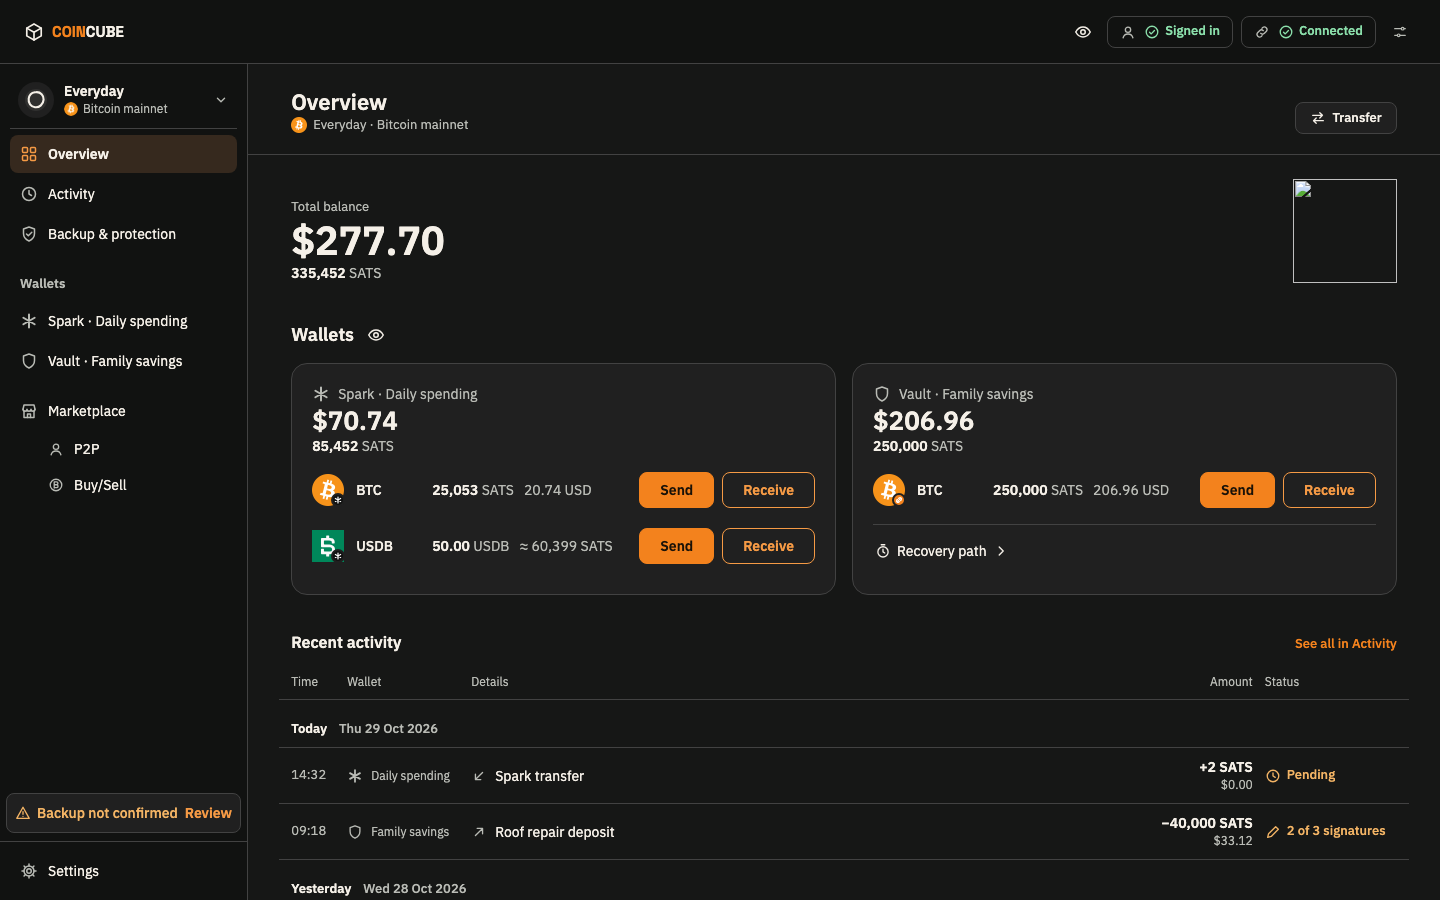 COINCUBE
Signed in
Connected
Everyday
Bitcoin mainnet
Overview
Activity
Backup & protection
Wallets
Spark · Daily spending
Vault · Family savings
Marketplace
P2P
Buy/Sell
Backup not confirmed Review
Settings
Overview
Everyday · Bitcoin mainnet
Transfer
Total balance
$277.70
335,452 SATS
Wallets
Spark · Daily spending
$70.74
85,452 SATS
BTC 25,053 SATS 20.74 USD Send Receive
USDB 50.00 USDB ≈ 60,399 SATS Send Receive
Vault · Family savings
$206.96
250,000 SATS
BTC 250,000 SATS 206.96 USD Send Receive
Recovery path
Recent activity
See all in Activity
Time Wallet Details Amount Status
Today Thu 29 Oct 2026
14:32 Daily spending Spark transfer +2 SATS Pending
$0.00
09:18 Family savings Roof repair deposit −40,000 SATS 2 of 3 signatures
$33.12
Yesterday Wed 28 Oct 2026